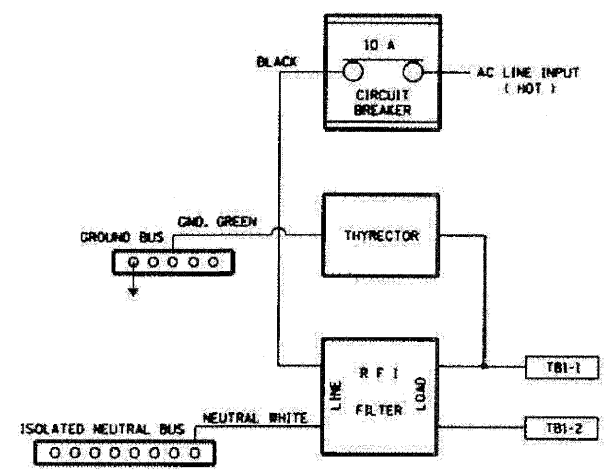 10 A
BLACK
AC LINE INPUT
( HOT )
CIRCUIT
BREAKER
GND. GREEN
GROUND BUS
THYRECTOR
LINE
R F I
FILTER
LOAD
TB1-1
NEUTRAL WHITE
ISOLATED NEUTRAL BUS
TB1-2